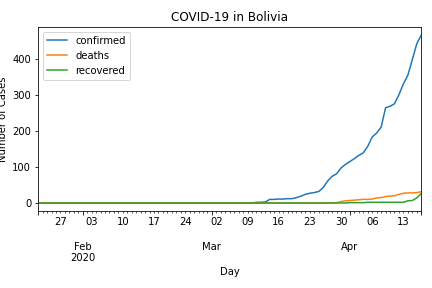 COVID-19 in Bolivia
confirmed
deaths
recovered
Number of Cases
400
300
200
100
0
27 03 10 17 24 02 09 16 23 30 06 13
Feb Mar Apr
2020
Day